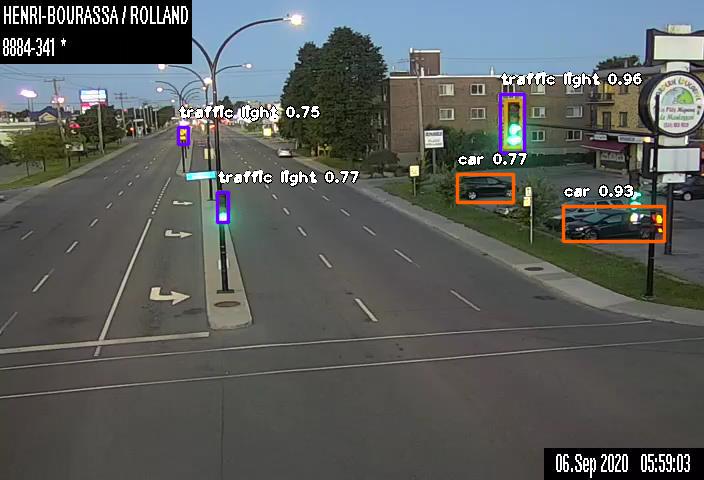 HENRI-BOURASSA / ROLLAND
8884-341 *
traffic light 0.96
traffic light 0.75
car 0.77
traffic light 0.77
car 0.93
06.Sep 2020 05:59:03